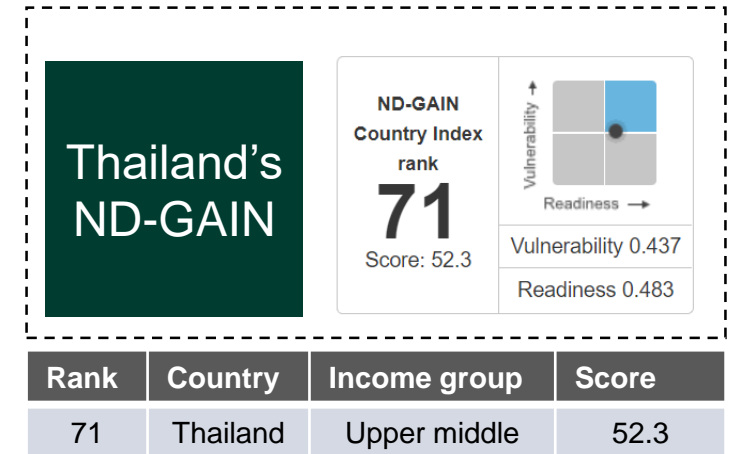 Thailand's
ND-GAIN
ND-GAIN
Country Index
rank
71
Score: 52.3
Vulnerability →
Readiness →
Vulnerability 0.437
Readiness 0.483
Rank Country Income group Score
71 Thailand Upper middle 52.3